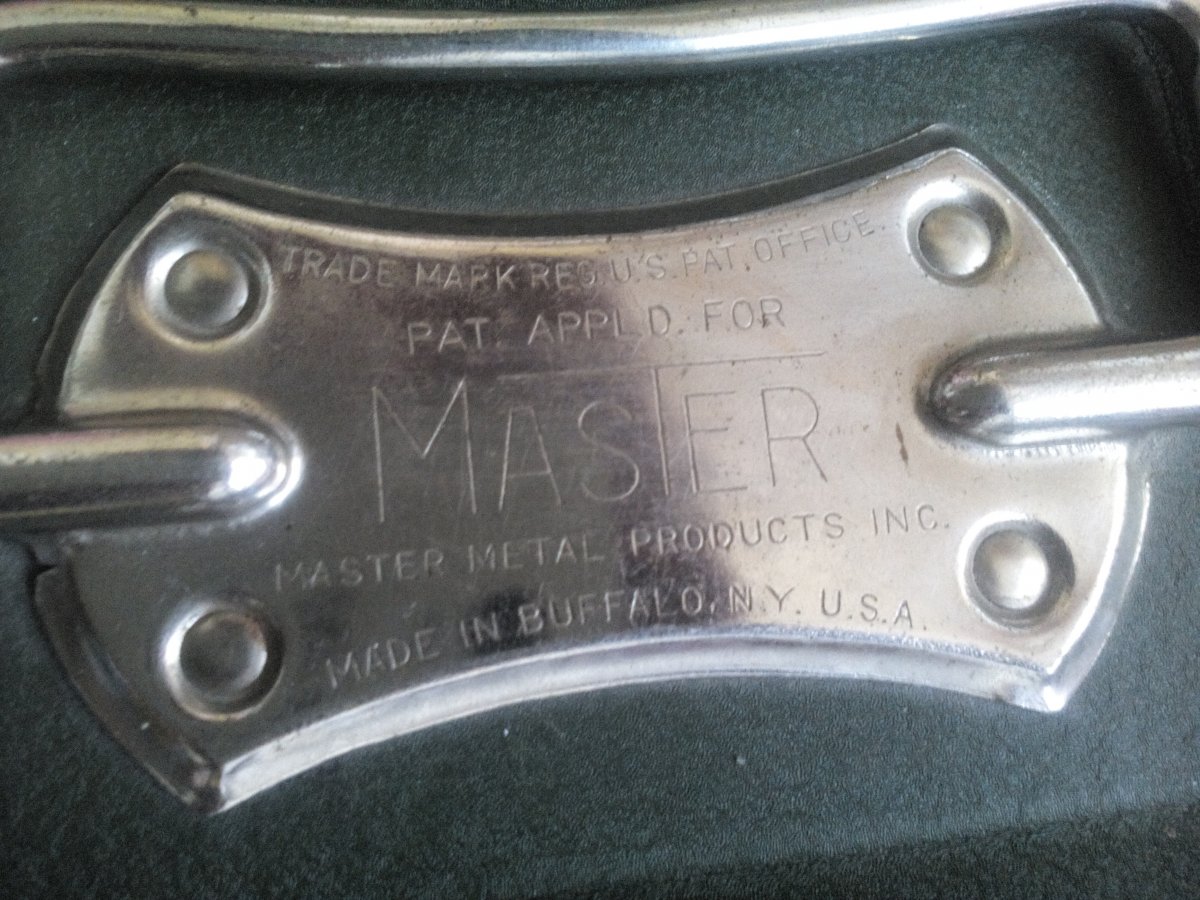 TRADE MARK REG. U.S. PAT. OFFICE.
PAT. APPL'D. FOR
MASTER
MASTER METAL PRODUCTS INC.
MADE IN BUFFALO, N.Y. U.S.A.